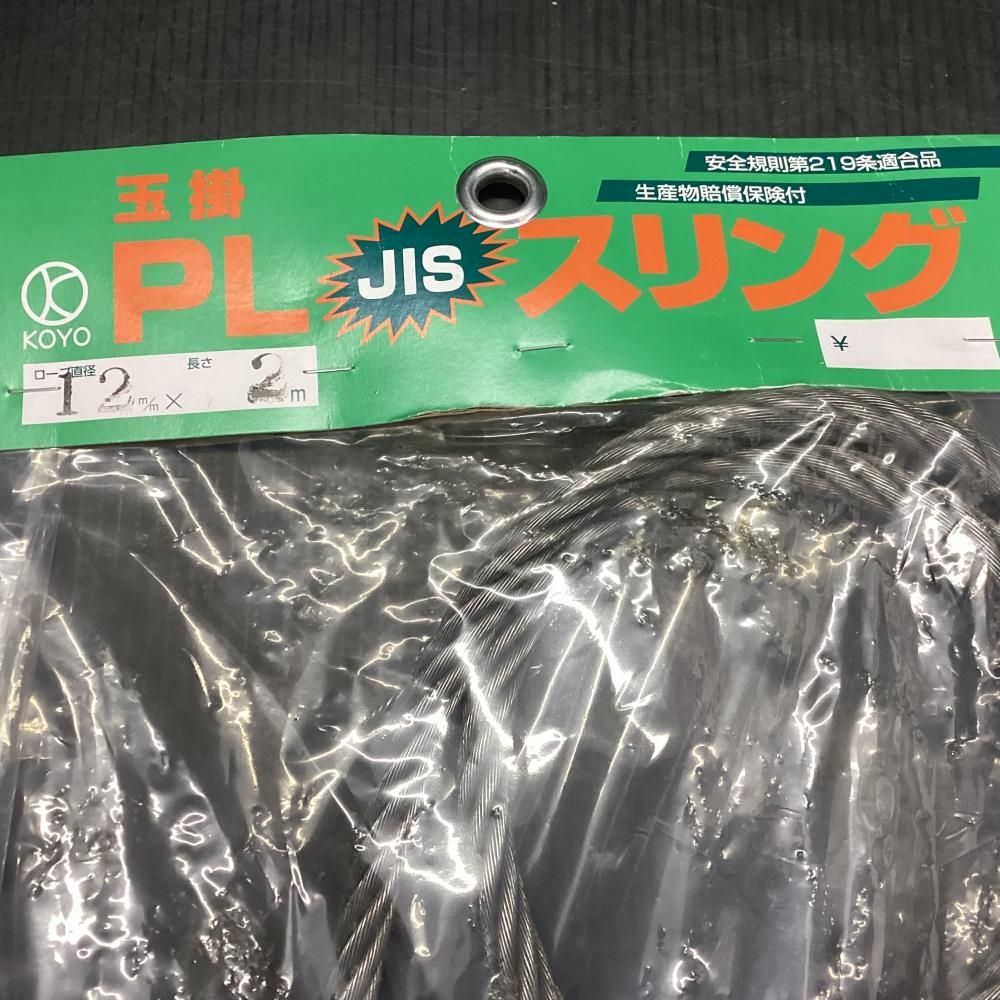 安全規則第219条適合品
生産物賠償保険付
玉掛
PL JIS スリング
KOYO
ロープ直径 長さ
12 m/m × 2 m
¥